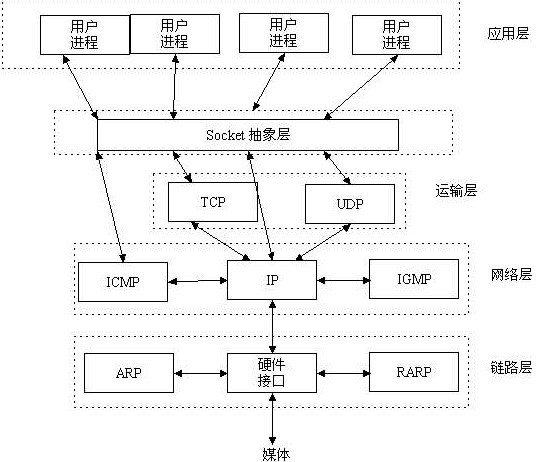 用户
进程
用户
进程
用户
进程
用户
进程
应用层
Socket 抽象层
运输层
TCP
UDP
网络层
ICMP
IP
IGMP
链路层
ARP
硬件
接口
RARP
媒体